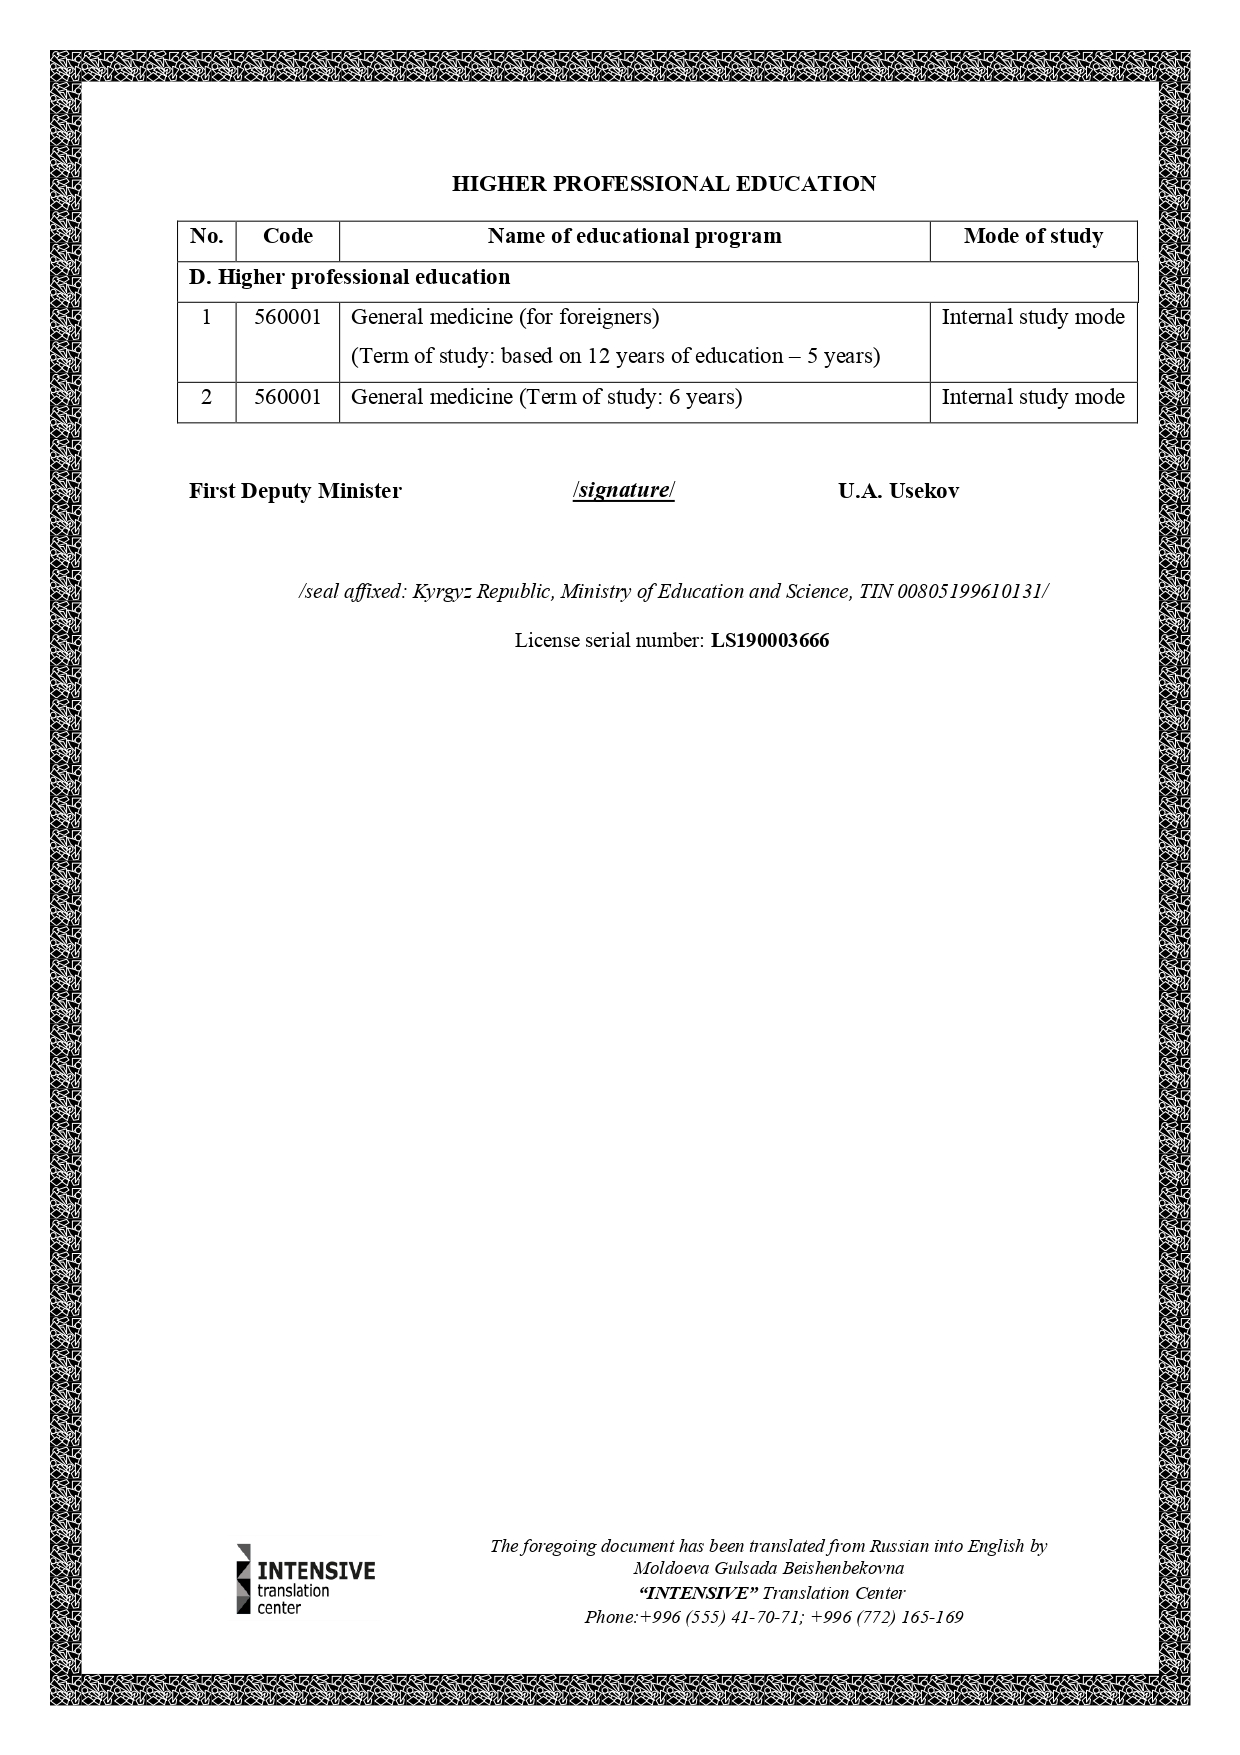 HIGHER PROFESSIONAL EDUCATION
No. Code Name of educational program Mode of study
D. Higher professional education
1 560001 General medicine (for foreigners) Internal study mode
(Term of study: based on 12 years of education – 5 years)
2 560001 General medicine (Term of study: 6 years) Internal study mode
First Deputy Minister /signature/ U.A. Usekov
/seal affixed: Kyrgyz Republic, Ministry of Education and Science, TIN 00805199610131/
License serial number: LS190003666
The foregoing document has been translated from Russian into English by
Moldoeva Gulsada Beishenbekovna
“INTENSIVE” Translation Center
Phone:+996 (555) 41-70-71; +996 (772) 165-169
INTENSIVE
translation
center